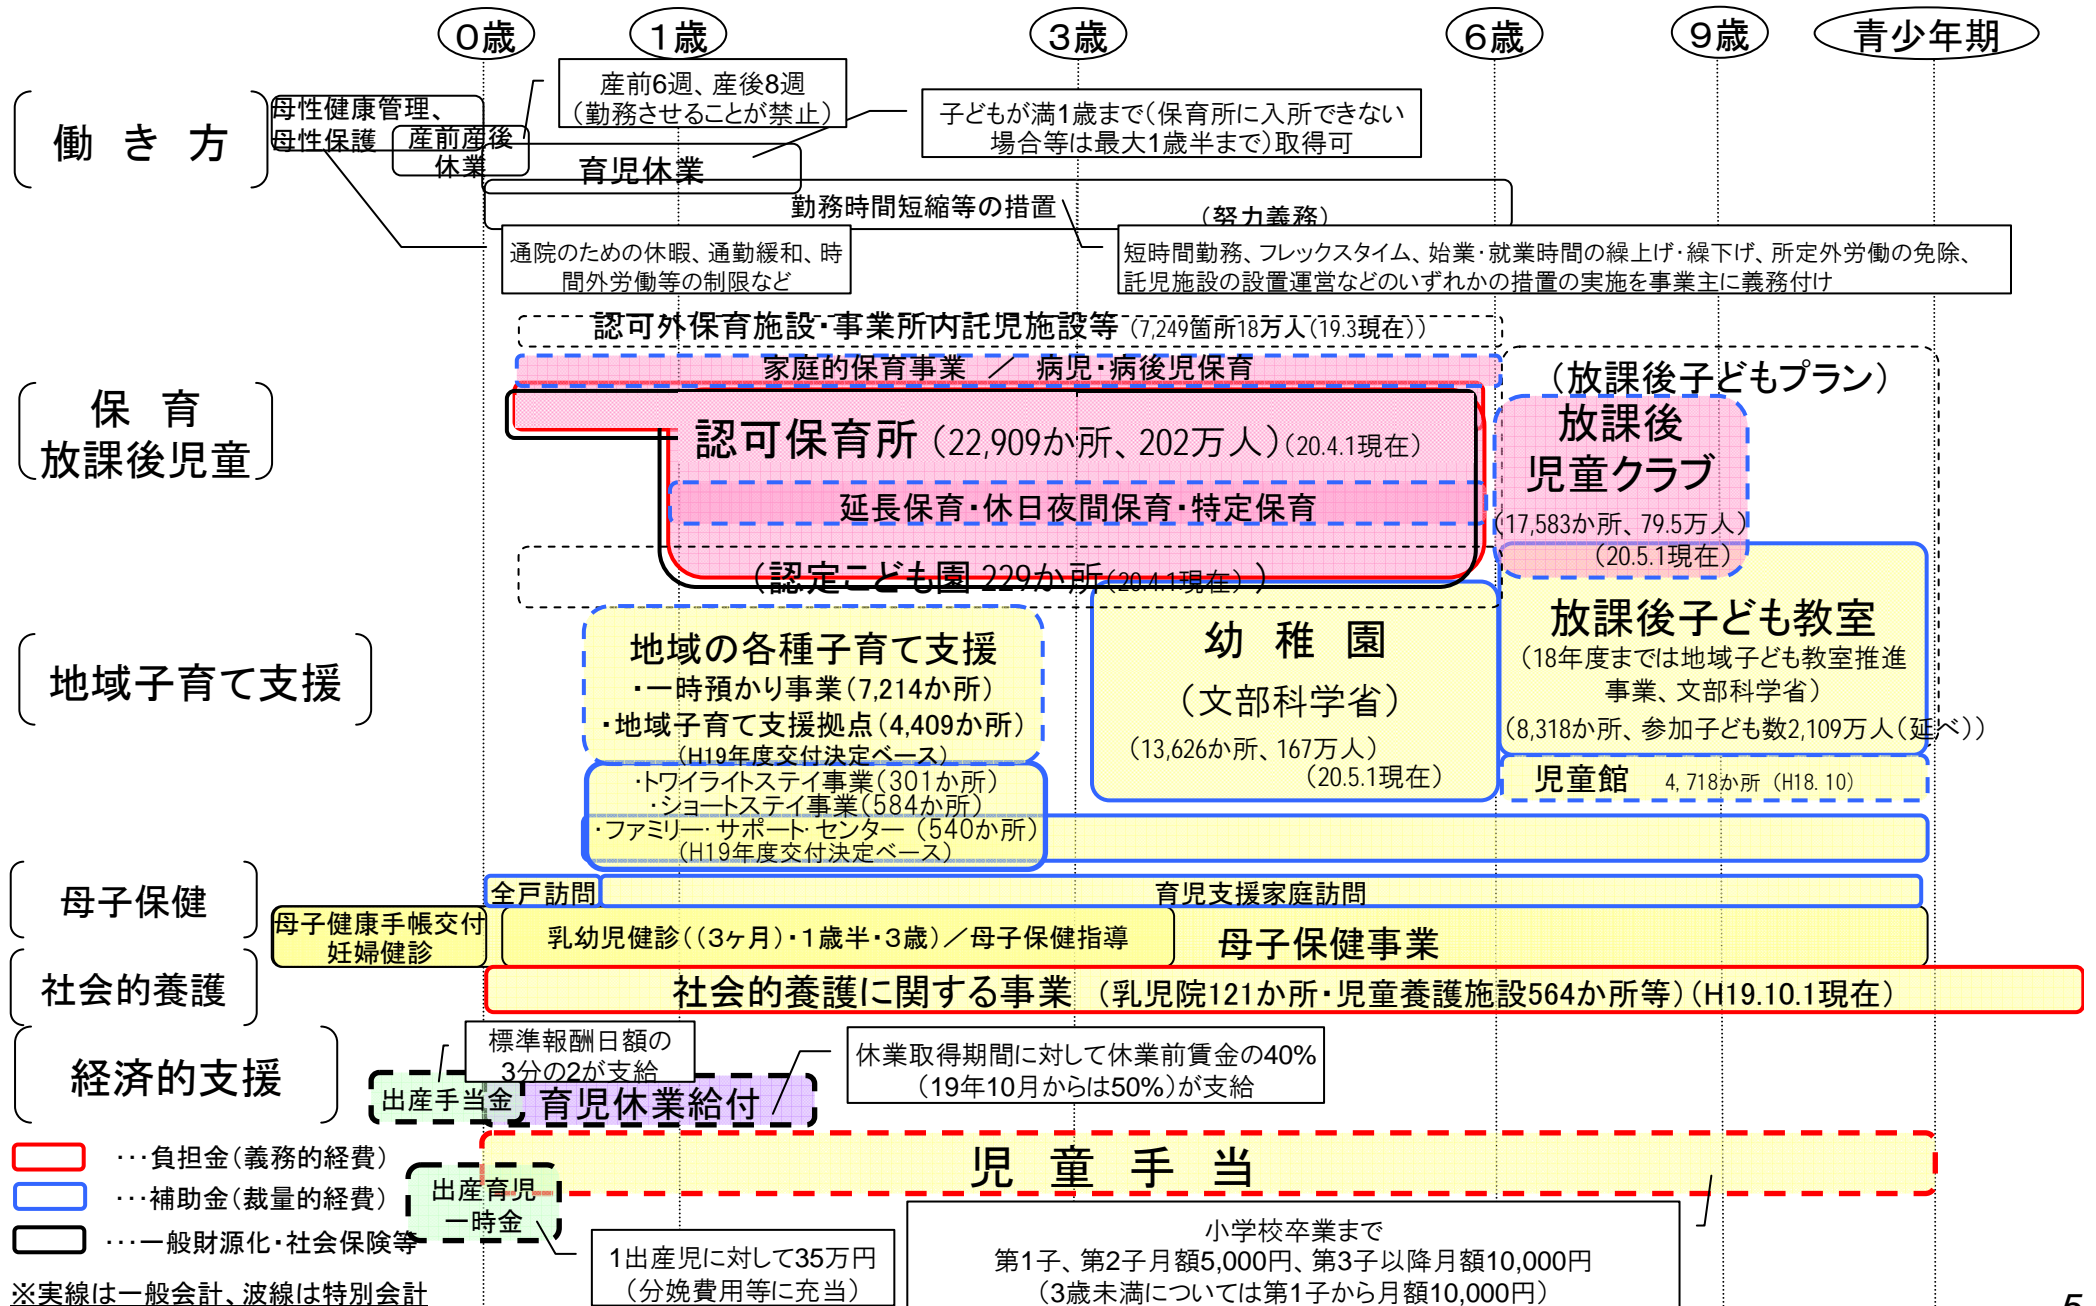 ０歳
１歳
３歳
６歳
９歳
青少年期
働き方
母性健康管理、
母性保護
産前産後
休業
産前6週、産後8週
（勤務させることが禁止）
子どもが満1歳まで（保育所に入所できない
場合等は最大1歳半まで）取得可
育児休業
勤務時間短縮等の措置
（努力義務）
通院のための休暇、通勤緩和、時
間外労働等の制限など
短時間勤務、フレックスタイム、始業・就業時間の繰上げ・繰下げ、所定外労働の免除、
託児施設の設置運営などのいずれかの措置の実施を事業主に義務付け
保育
放課後児童
認可外保育施設・事業所内託児施設等（7,249箇所18万人（19.3現在））
家庭的保育事業　／　病児・病後児保育
認可保育所（22,909か所、202万人）（20.4.1現在）
延長保育・休日夜間保育・特定保育
（認定こども園 229か所（20.4.1現在））
（放課後子どもプラン）
放課後
児童クラブ
（17,583か所、79.5万人）
（20.5.1現在）
地域子育て支援
地域の各種子育て支援
・一時預かり事業（7,214か所）
・地域子育て支援拠点（4,409か所）
（H19年度交付決定ベース）
・トワイライトステイ事業（301か所）
・ショートステイ事業（584か所）
・ファミリー・サポート・センター（540か所）
（H19年度交付決定ベース）
幼稚園
（文部科学省）
（13,626か所、167万人）
（20.5.1現在）
放課後子ども教室
（18年度までは地域子ども教室推進
事業、文部科学省）
（8,318か所、参加子ども数2,109万人（延べ））
児童館　4,718か所（H18.10）
母子保健
全戸訪問
育児支援家庭訪問
母子健康手帳交付
妊婦健診
乳幼児健診（（３ヶ月）・１歳半・３歳）／母子保健指導
母子保健事業
社会的養護
社会的養護に関する事業　（乳児院121か所・児童養護施設564か所等）（H19.10.1現在）
経済的支援
標準報酬日額の
3分の2が支給
出産手当金
育児休業給付
休業取得期間に対して休業前賃金の40%
（19年10月からは50%）が支給
児童手当
出産育児
一時金
1出産児に対して35万円
（分娩費用等に充当）
小学校卒業まで
第1子、第2子月額5,000円、第3子以降月額10,000円
（3歳未満については第1子から月額10,000円）
…負担金（義務的経費）
…補助金（裁量的経費）
…一般財源化・社会保険等
※実線は一般会計、波線は特別会計
5